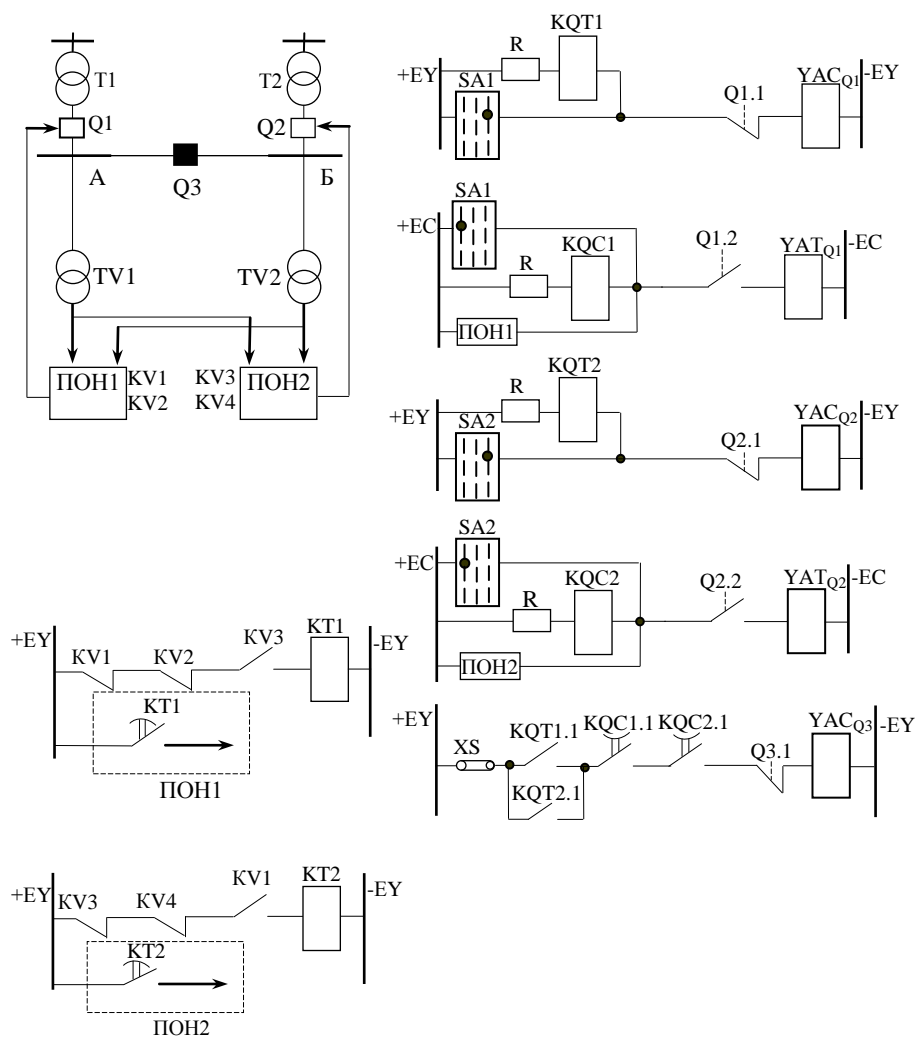 T1
T2
Q1
Q2
А
Б
Q3
TV1
TV2
ПОН1
KV1
KV2
KV3
KV4
ПОН2
KQT1
R
+EY
SA1
Q1.1
YACQ1
-EY
SA1
+EC
KQC1
R
Q1.2
YATQ1
-EC
ПОН1
KQT2
R
+EY
SA2
Q2.1
YACQ2
-EY
SA2
+EC
KQC2
R
Q2.2
YATQ2
-EC
ПОН2
+EY
XS
KQT1.1
KQC1.1
KQC2.1
Q3.1
YACQ3
-EY
KQT2.1
+EY
KV1
KV2
KV3
KT1
-EY
KT1
ПОН1
+EY
KV3
KV4
KV1
KT2
-EY
KT2
ПОН2